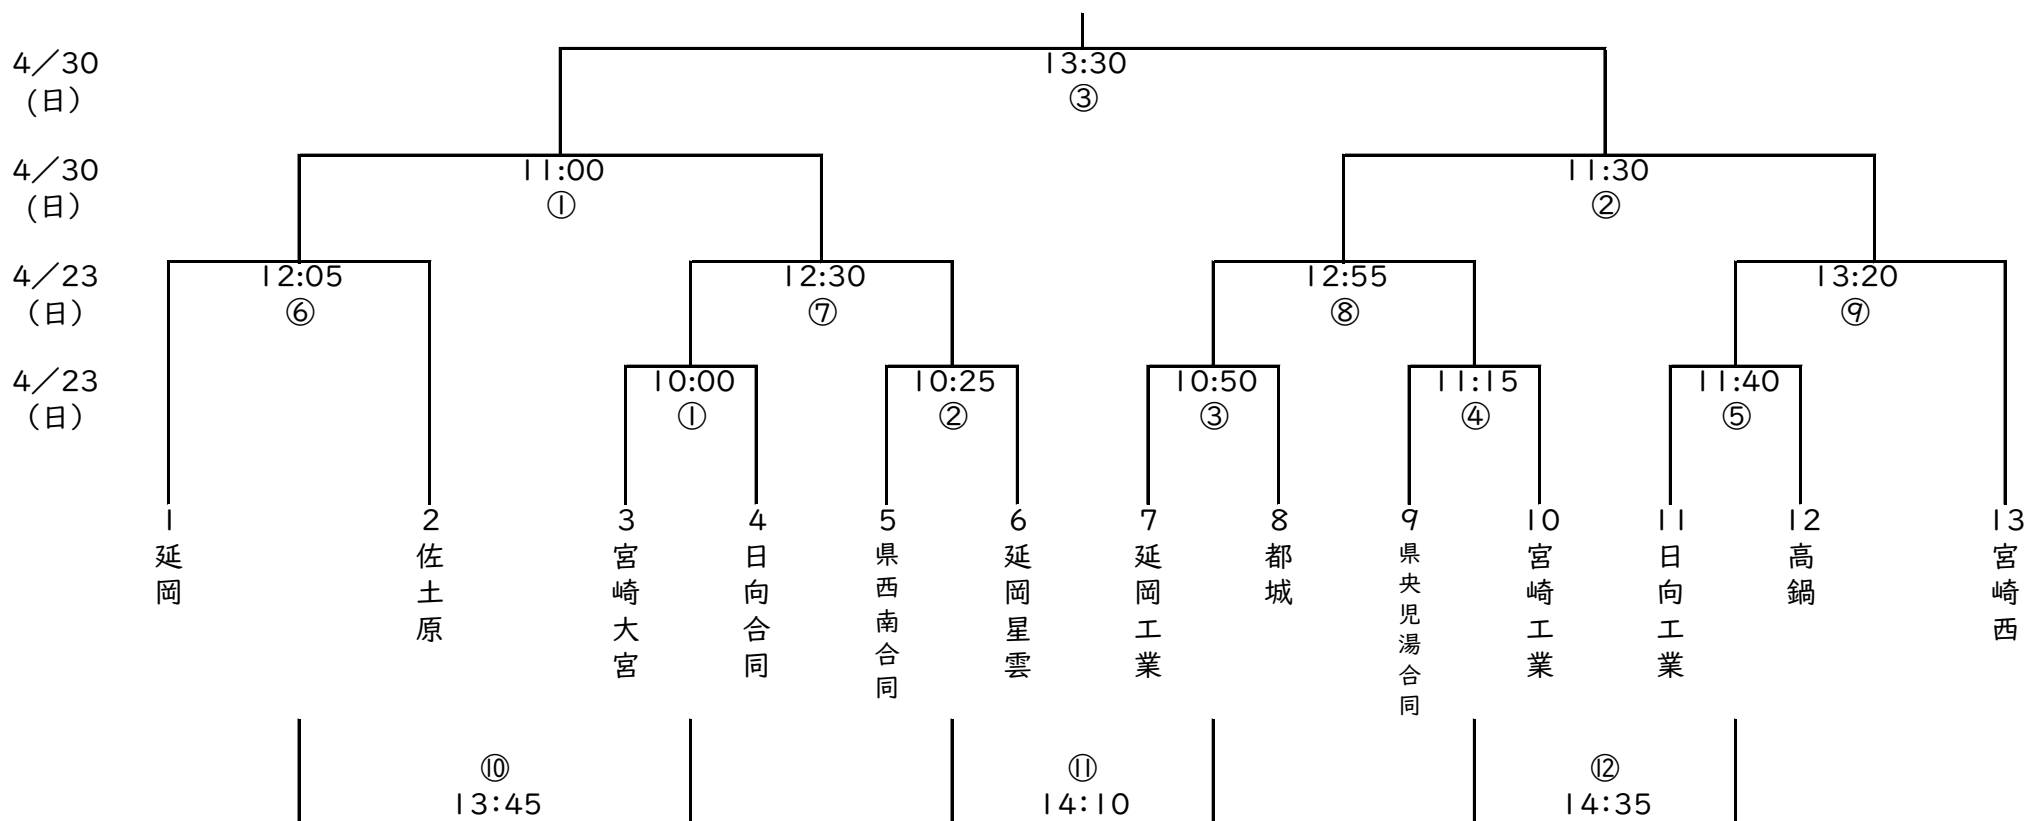 4/30
(日)
13:30
③
4/30
(日)
11:00
①
11:30
②
4/23
(日)
12:05
⑥
12:30
⑦
12:55
⑧
13:20
⑨
4/23
(日)
10:00
①
10:25
②
10:50
③
11:15
④
11:40
⑤
1
延岡
2
佐土原
3
宮崎大宮
4
日向合同
5
県西南合同
6
延岡星雲
7
延岡工業
8
都城
9
県央児湯合同
10
宮崎工業
11
日向工業
12
高鍋
13
宮崎西
⑩
13:45
⑪
14:10
⑫
14:35